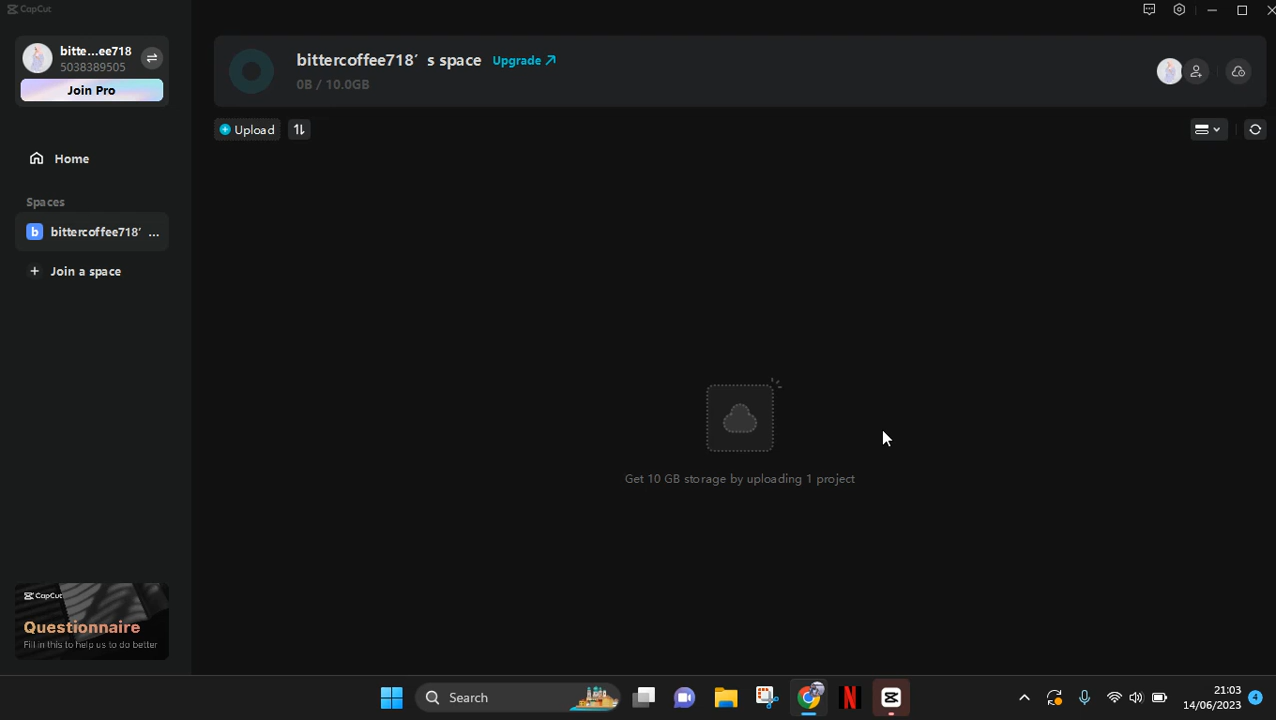 CapCut
bitte...ee718
5038389505
Join Pro
Home
Spaces
b bittercoffee718' ...
+ Join a space
CapCut
Questionnaire
Fill in this to help us to do better
bittercoffee718' s space Upgrade
0B / 10.0GB
Upload
Get 10 GB storage by uploading 1 project
Search
N
21:03
14/06/2023
4